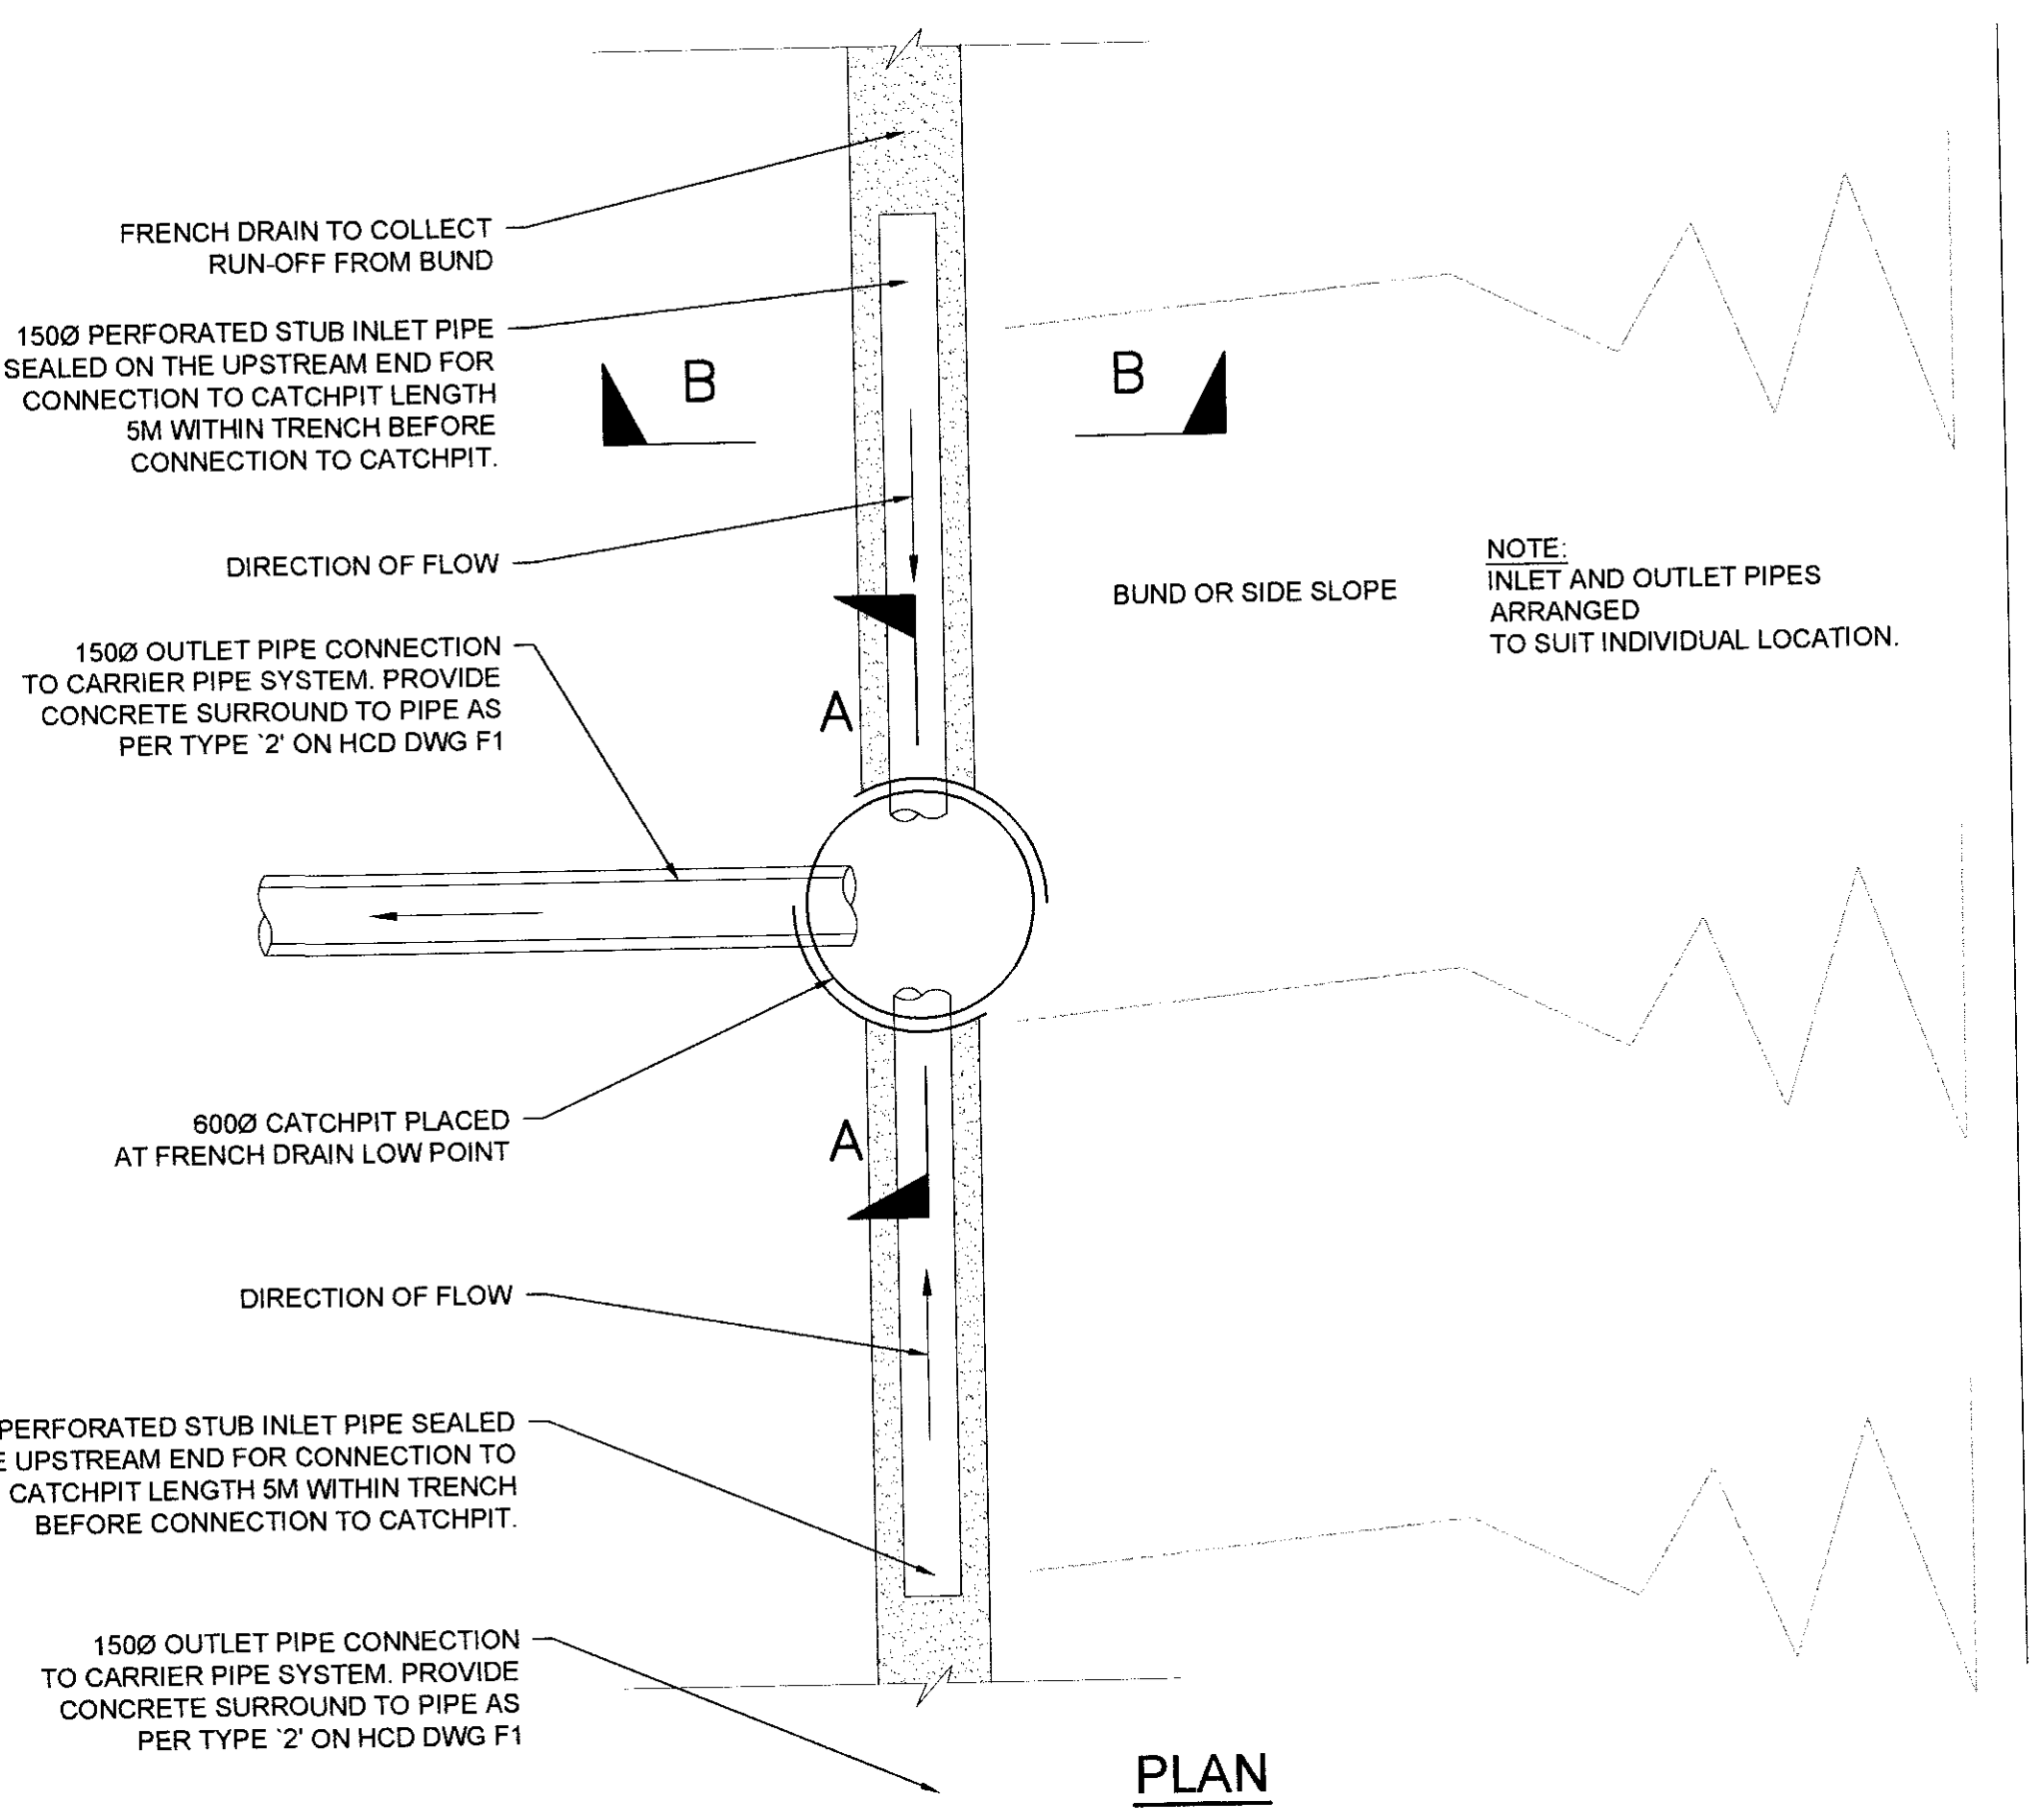 FRENCH DRAIN TO COLLECT
RUN-OFF FROM BUND
150Ø PERFORATED STUB INLET PIPE
SEALED ON THE UPSTREAM END FOR
CONNECTION TO CATCHPIT LENGTH
5M WITHIN TRENCH BEFORE
CONNECTION TO CATCHPIT.
B
B
DIRECTION OF FLOW
BUND OR SIDE SLOPE
NOTE:
INLET AND OUTLET PIPES
ARRANGED
TO SUIT INDIVIDUAL LOCATION.
150Ø OUTLET PIPE CONNECTION
TO CARRIER PIPE SYSTEM. PROVIDE
CONCRETE SURROUND TO PIPE AS
PER TYPE `2' ON HCD DWG F1
A
600Ø CATCHPIT PLACED
AT FRENCH DRAIN LOW POINT
A
DIRECTION OF FLOW
PERFORATED STUB INLET PIPE SEALED
UPSTREAM END FOR CONNECTION TO
CATCHPIT LENGTH 5M WITHIN TRENCH
BEFORE CONNECTION TO CATCHPIT.
150Ø OUTLET PIPE CONNECTION
TO CARRIER PIPE SYSTEM. PROVIDE
CONCRETE SURROUND TO PIPE AS
PER TYPE `2' ON HCD DWG F1
PLAN